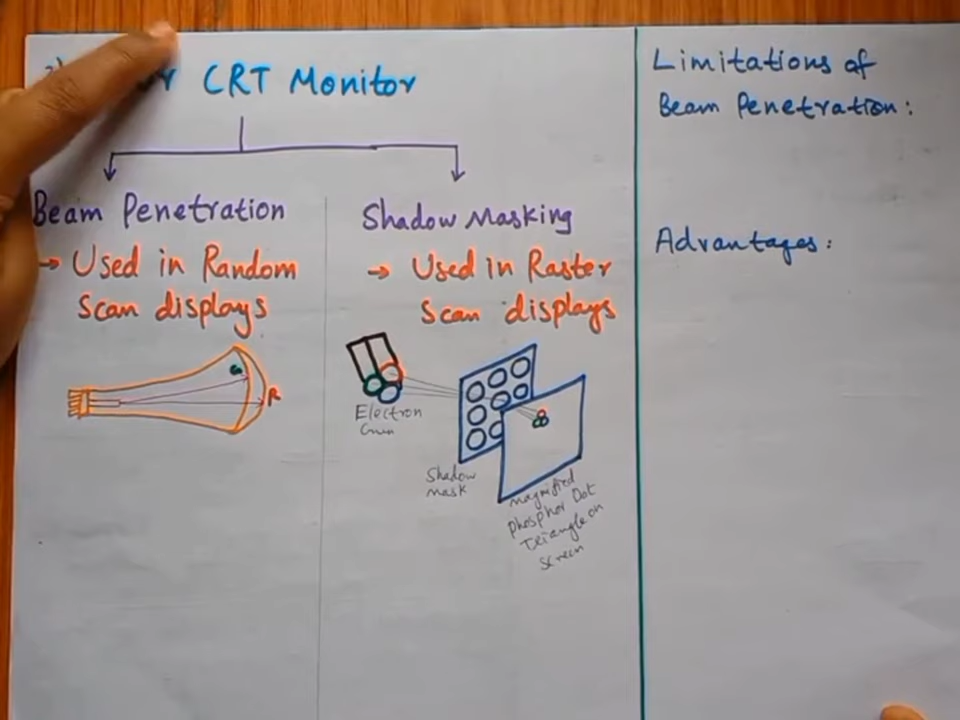 CRT Monitor
Beam Penetration
→ Used in Random
Scan displays
G
R
Shadow Masking
→ Used in Raster
Scan displays
Electron
Gun
Shadow
mask
magnified
phosphor Dot
Triangle on
screen
Limitations of
Beam Penetration:
Advantages: